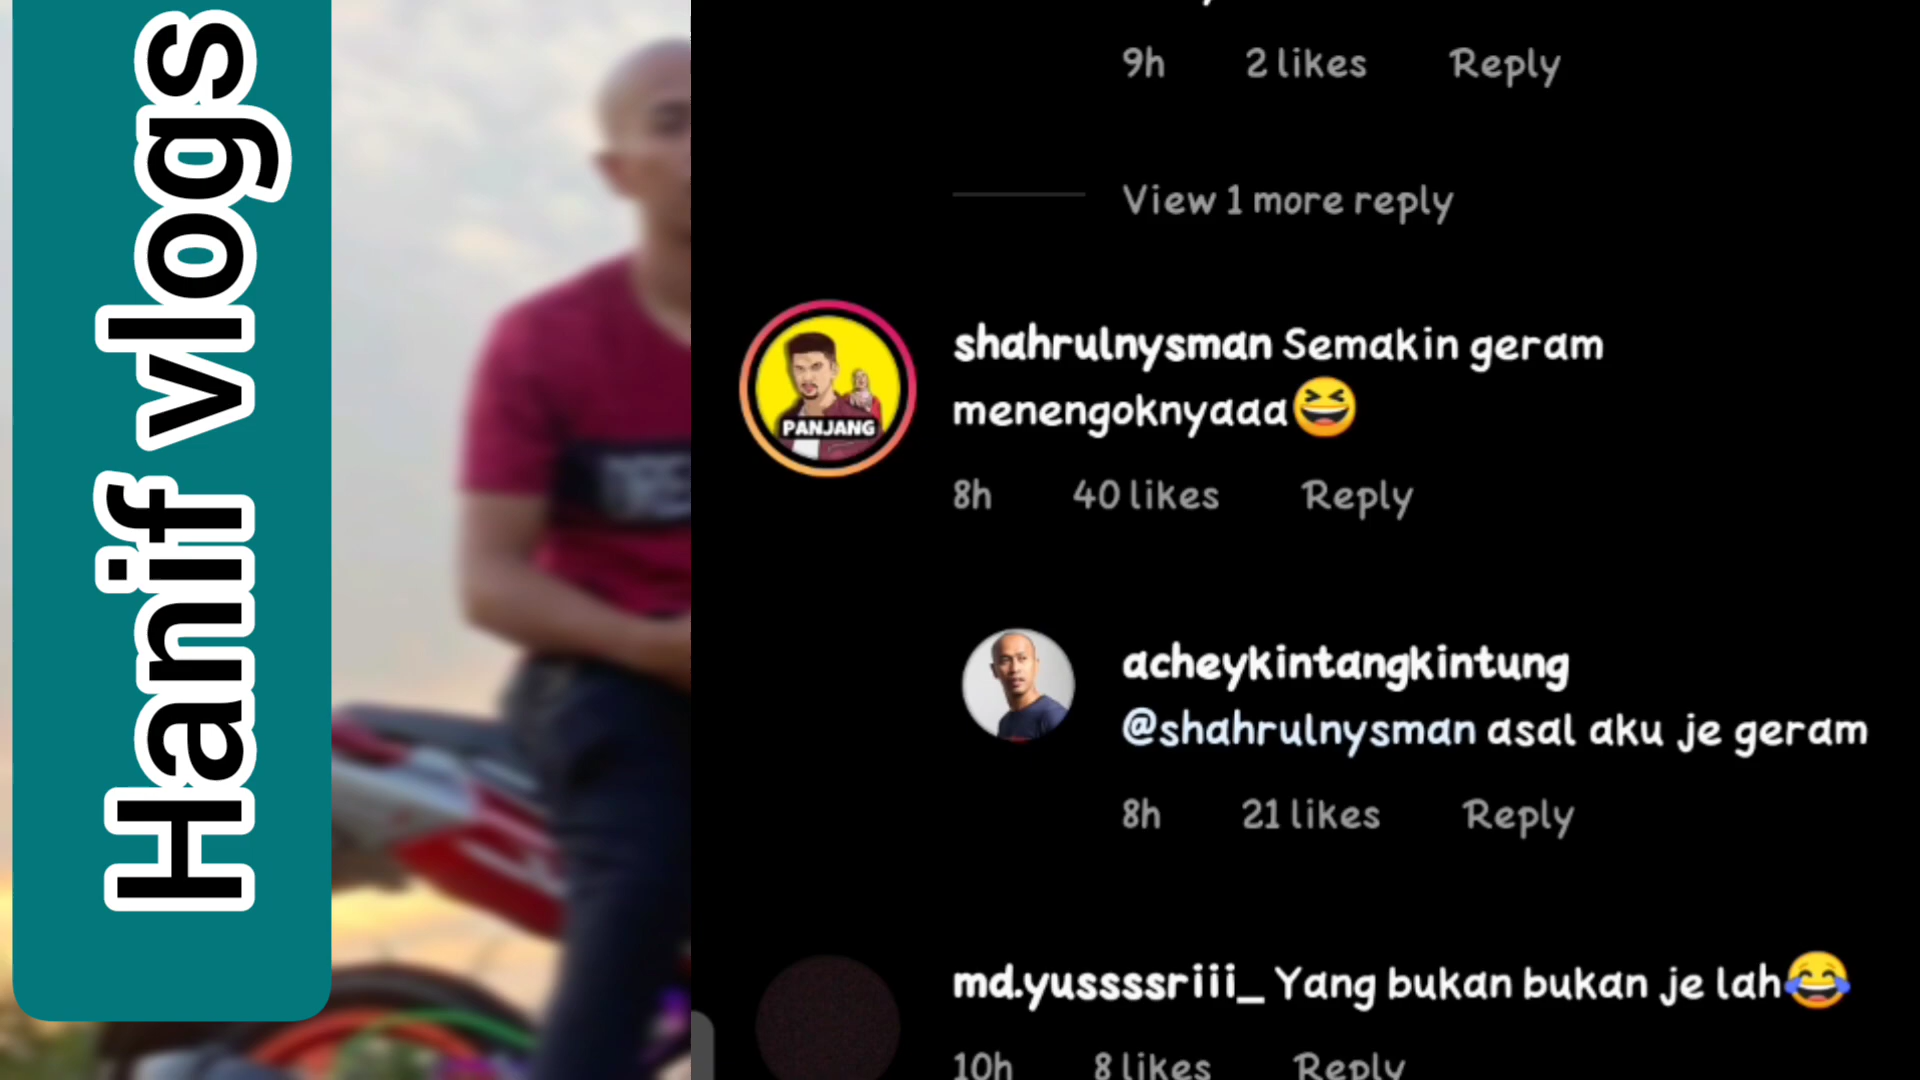 Hanif vlogs
9h 2 likes Reply
View 1 more reply
shahrulnysman Semakin geram
menengoknyaaa😆
PANJANG
8h 40 likes Reply
acheykintangkintung
@shahrulnysman asal aku je geram
8h 21 likes Reply
md.yussssriii_ Yang bukan bukan je lah😂
10h 8 likes Reply